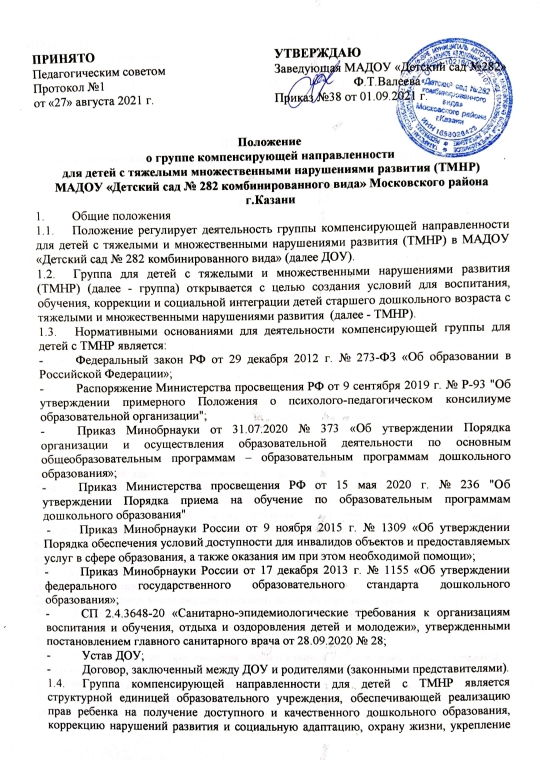 ПРИНЯТО
Педагогическим советом
Протокол №1
от «27» августа 2021 г.
УТВЕРЖДАЮ
Заведующая МАДОУ «Детский сад №282»
Ф.Т.Валеева
Приказ №38 от 01.09.2021 г.
«Детский сад №282
комбинированного
вида»
Московского района
г.Казани
Положение
о группе компенсирующей направленности
для детей с тяжелыми множественными нарушениями развития (ТМНР)
МАДОУ «Детский сад № 282 комбинированного вида» Московского района
г.Казани
1. Общие положения
1.1. Положение регулирует деятельность группы компенсирующей направленности
для детей с тяжелыми и множественными нарушениями развития (ТМНР) в МАДОУ
«Детский сад № 282 комбинированного вида» (далее ДОУ).
1.2. Группа для детей с тяжелыми и множественными нарушениями развития
(ТМНР) (далее - группа) открывается с целью создания условий для воспитания,
обучения, коррекции и социальной интеграции детей старшего дошкольного возраста с
тяжелыми и множественными нарушениями развития (далее - ТМНР).
1.3. Нормативными основаниями для деятельности компенсирующей группы для
детей с ТМНР является:
- Федеральный закон РФ от 29 декабря 2012 г. № 273-ФЗ «Об образовании в
Российской Федерации»;
- Распоряжение Министерства просвещения РФ от 9 сентября 2019 г. № Р-93 "Об
утверждении примерного Положения о психолого-педагогическом консилиуме
образовательной организации";
- Приказ Минобрнауки от 31.07.2020 № 373 «Об утверждении Порядка
организации и осуществления образовательной деятельности по основным
общеобразовательным программам – образовательным программам дошкольного
образования»;
- Приказ Министерства просвещения РФ от 15 мая 2020 г. № 236 "Об
утверждении Порядка приема на обучение по образовательным программам
дошкольного образования"
- Приказ Минобрнауки России от 9 ноября 2015 г. № 1309 «Об утверждении
Порядка обеспечения условий доступности для инвалидов объектов и предоставляемых
услуг в сфере образования, а также оказания им при этом необходимой помощи»;
- Приказ Минобрнауки России от 17 декабря 2013 г. № 1155 «Об утверждении
федерального государственного образовательного стандарта дошкольного
образования»;
- СП 2.4.3648-20 «Санитарно-эпидемиологические требования к организациям
воспитания и обучения, отдыха и оздоровления детей и молодежи», утвержденными
постановлением главного санитарного врача от 28.09.2020 № 28;
- Устав ДОУ;
- Договор, заключенный между ДОУ и родителями (законными представителями).
1.4. Группа компенсирующей направленности для детей с ТМНР является
структурной единицей образовательного учреждения, обеспечивающей реализацию
прав ребенка на получение доступного и качественного дошкольного образования,
коррекцию нарушений развития и социальную адаптацию, охрану жизни, укрепление